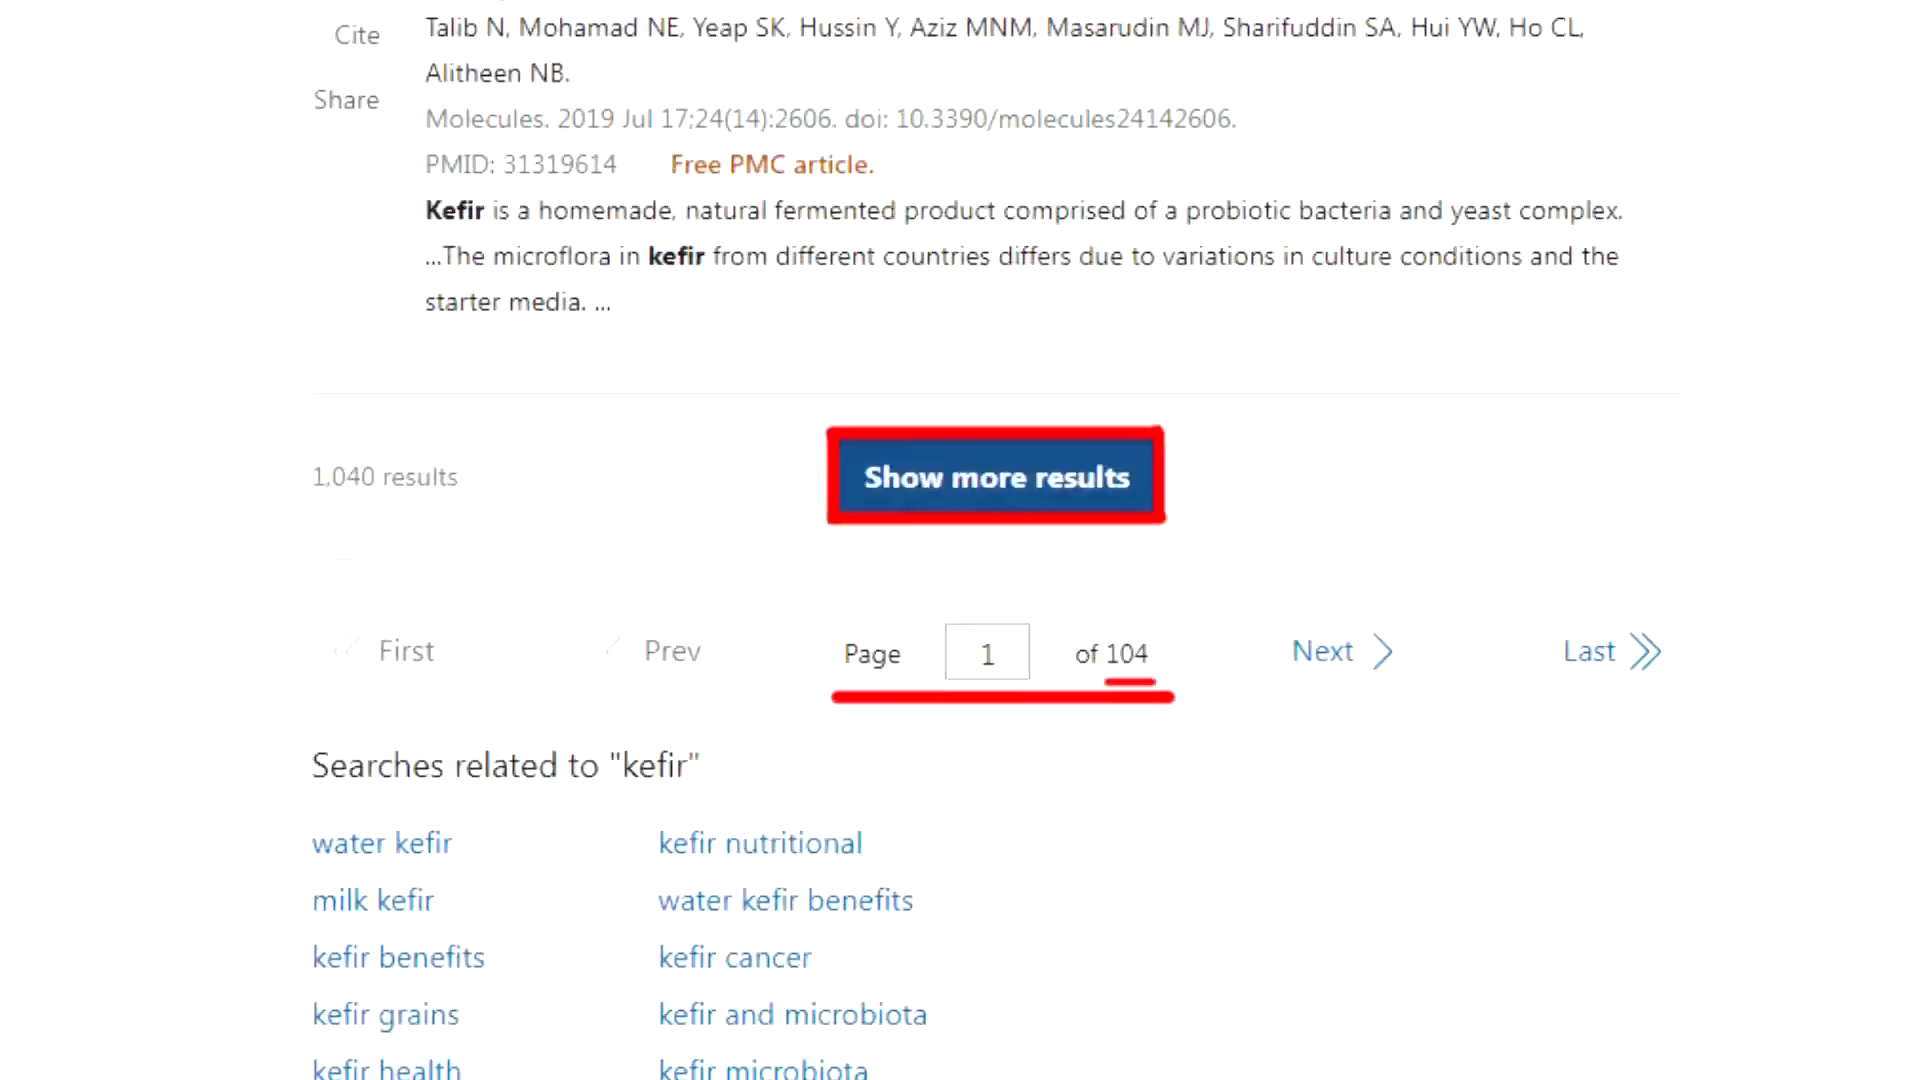 Cite
Share
Talib N, Mohamad NE, Yeap SK, Hussin Y, Aziz MNM, Masarudin MJ, Sharifuddin SA, Hui YW, Ho CL,
Alitheen NB.
Molecules. 2019 Jul 17;24(14):2606. doi: 10.3390/molecules24142606.
PMID: 31319614 Free PMC article.
Kefir is a homemade, natural fermented product comprised of a probiotic bacteria and yeast complex.
...The microflora in kefir from different countries differs due to variations in culture conditions and the
starter media. ...
1,040 results
Show more results
First Prev Page 1 of 104 Next Last
Searches related to "kefir"
water kefir
milk kefir
kefir benefits
kefir grains
kefir health
kefir nutritional
water kefir benefits
kefir cancer
kefir and microbiota
kefir microbiota